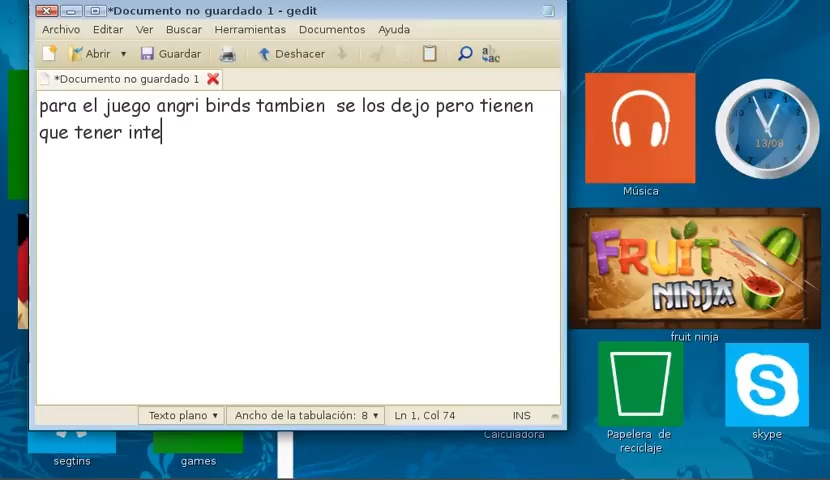 *Documento no guardado 1 - gedit
Archivo Editar Ver Buscar Herramientas Documentos Ayuda
Abrir Guardar Deshacer
*Documento no guardado 1
para el juego angri birds tambien  se los dejo pero tienen
que tener inte
Texto plano Ancho de la tabulación: 8 Ln 1, Col 74 INS
12
13/08
Música
FRUIT
NINJA
fruit ninja
Papelera de
reciclaje
S
skype
Calculadora
segtins
games